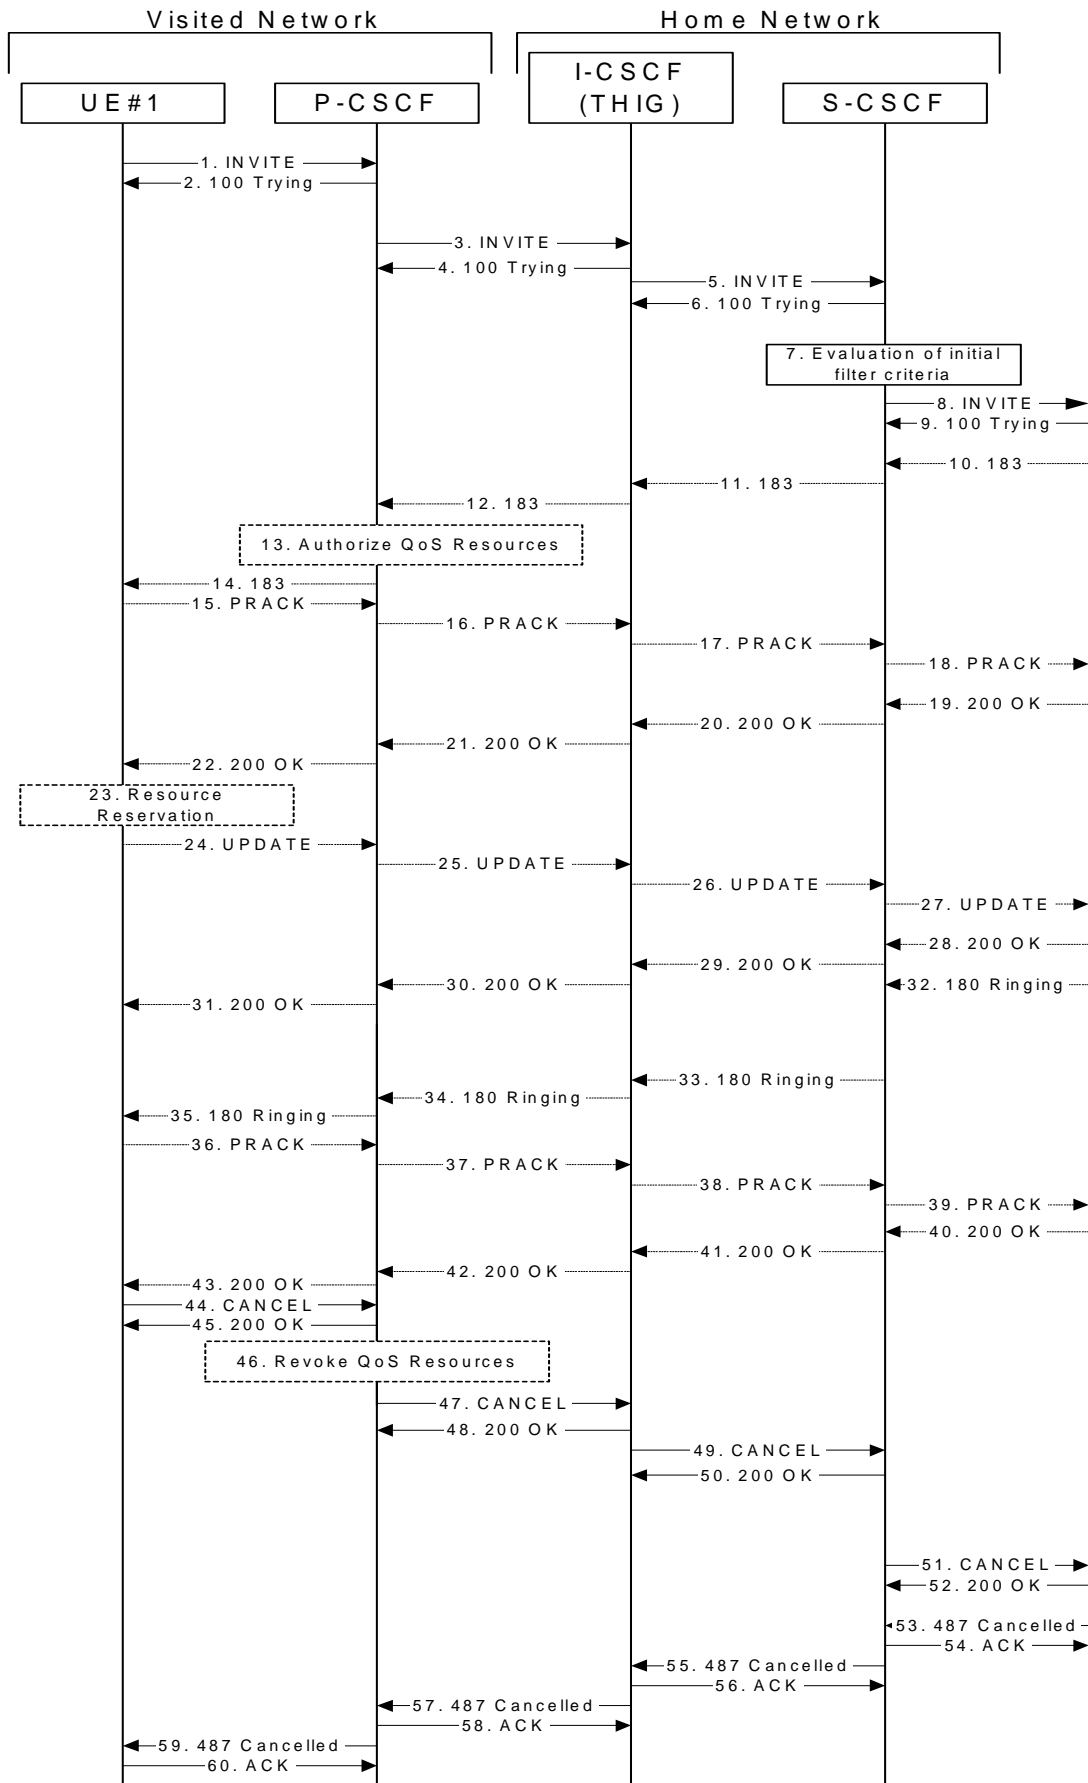 Visited Network
Home Network
UE#1
P-CSCF
I-CSCF
(THIG)
S-CSCF
1. INVITE
2. 100 Trying
3. INVITE
4. 100 Trying
5. INVITE
6. 100 Trying
7. Evaluation of initial
filter criteria
8. INVITE
9. 100 Trying
10. 183
11. 183
12. 183
13. Authorize QoS Resources
14. 183
15. PRACK
16. PRACK
17. PRACK
18. PRACK
19. 200 OK
20. 200 OK
21. 200 OK
22. 200 OK
23. Resource
Reservation
24. UPDATE
25. UPDATE
26. UPDATE
27. UPDATE
28. 200 OK
29. 200 OK
30. 200 OK
31. 200 OK
32. 180 Ringing
33. 180 Ringing
34. 180 Ringing
35. 180 Ringing
36. PRACK
37. PRACK
38. PRACK
39. PRACK
40. 200 OK
41. 200 OK
42. 200 OK
43. 200 OK
44. CANCEL
45. 200 OK
46. Revoke QoS Resources
47. CANCEL
48. 200 OK
49. CANCEL
50. 200 OK
51. CANCEL
52. 200 OK
53. 487 Cancelled
54. ACK
55. 487 Cancelled
56. ACK
57. 487 Cancelled
58. ACK
59. 487 Cancelled
60. ACK